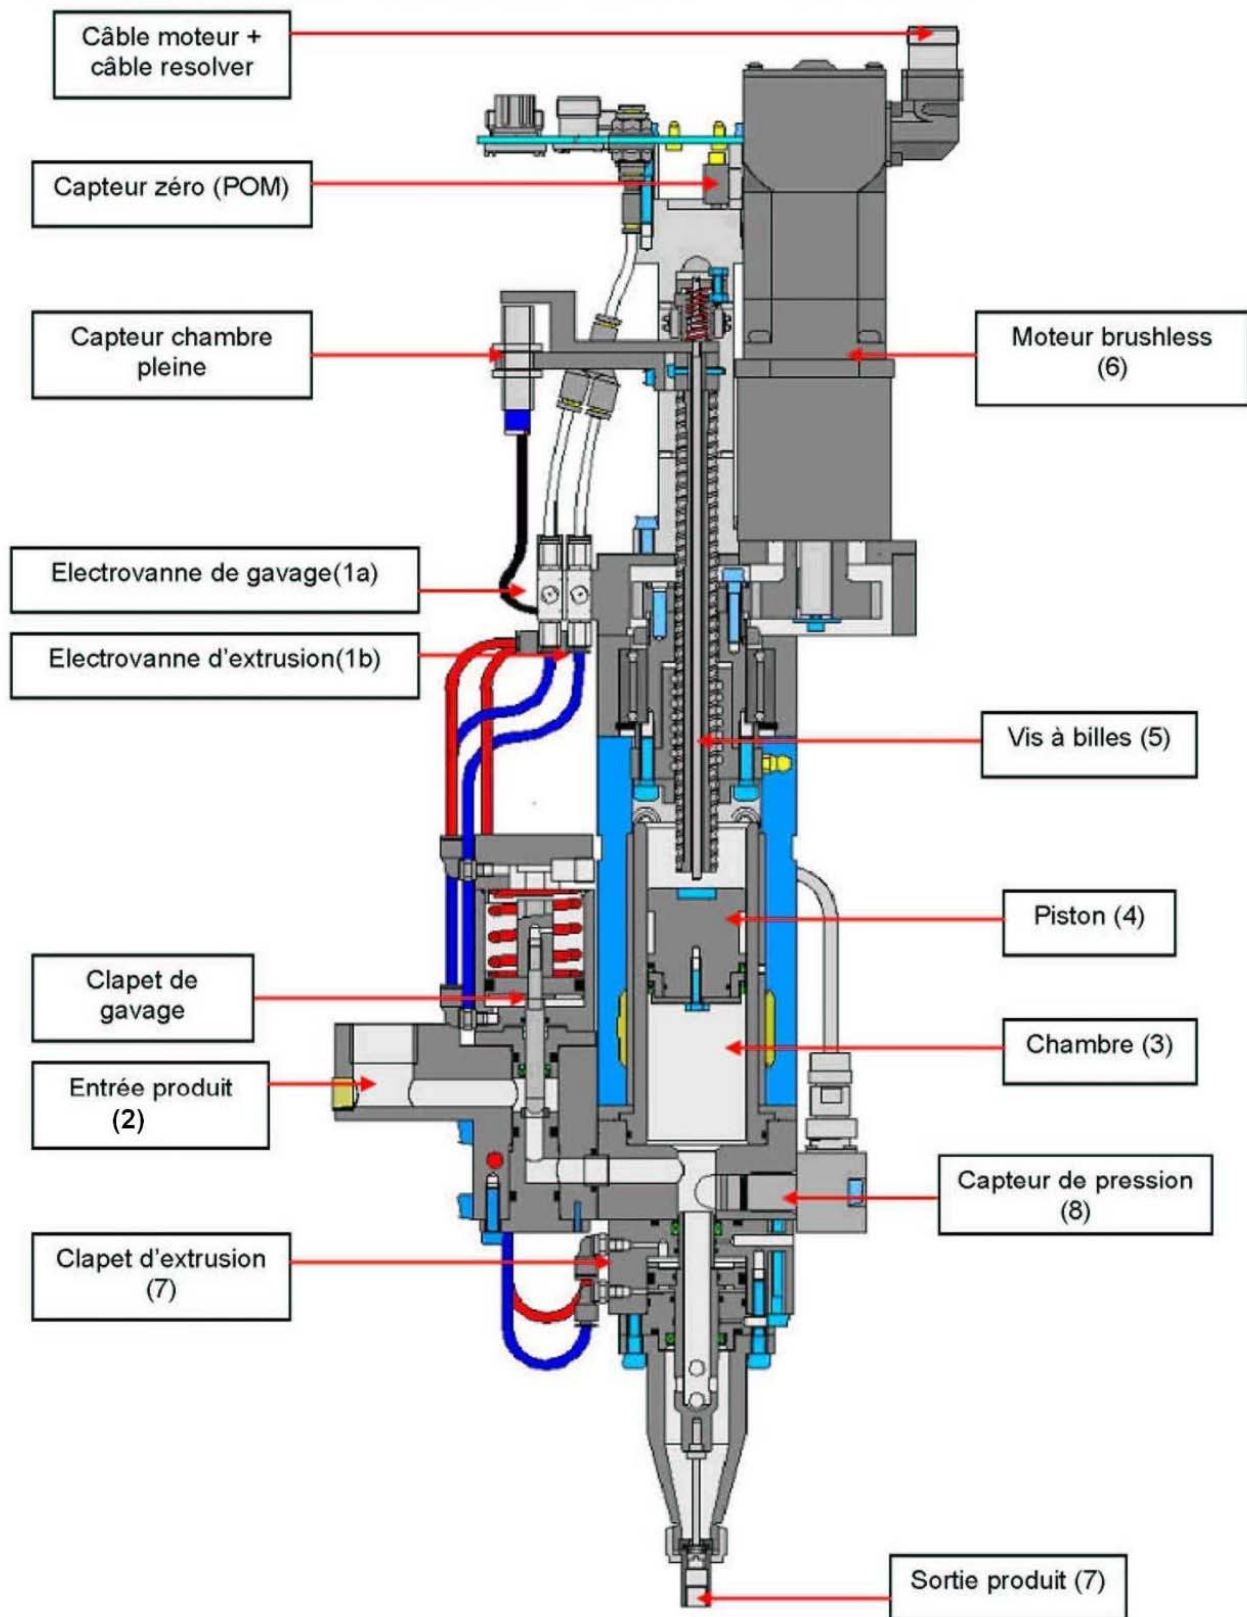 Câble moteur +
câble resolver
Capteur zéro (POM)
Capteur chambre
pleine
Moteur brushless
(6)
Electrovanne de gavage(1a)
Electrovanne d'extrusion(1b)
Vis à billes (5)
Piston (4)
Clapet de
gavage
Chambre (3)
Entrée produit
(2)
Capteur de pression
(8)
Clapet d'extrusion
(7)
Sortie produit (7)